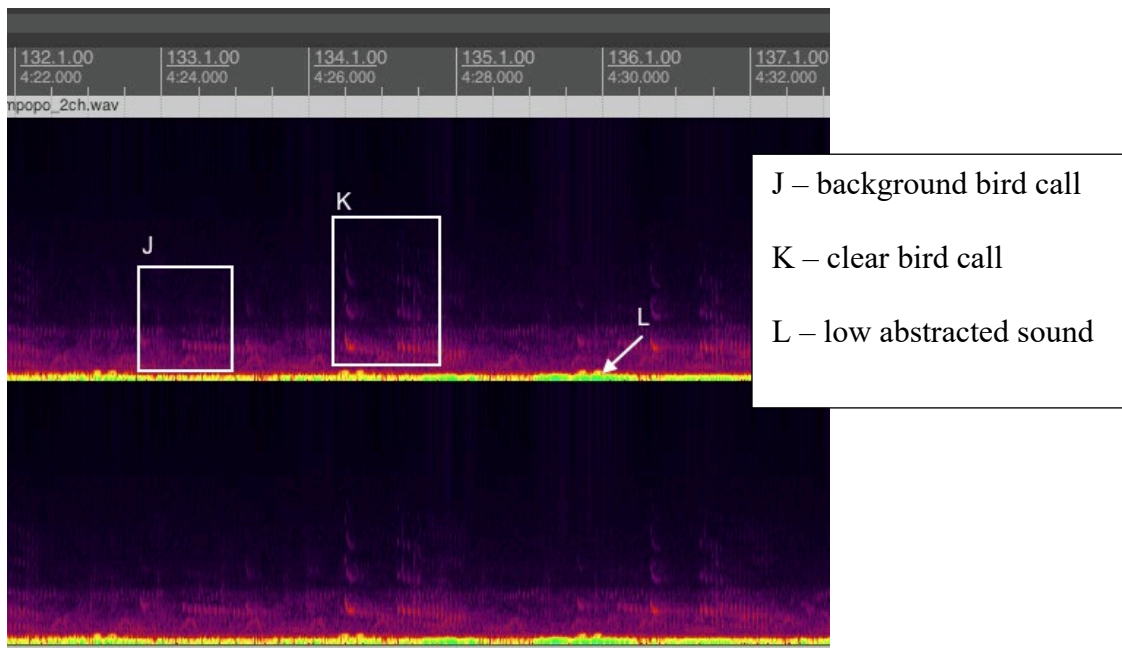 132.1.00 133.1.00 134.1.00 135.1.00 136.1.00 137.1.00
4:22.000 4:24.000 4:26.000 4:28.000 4:30.000 4:32.000
mpopo_2ch.wav
J – background bird call
K – clear bird call
L – low abstracted sound
K
J
L